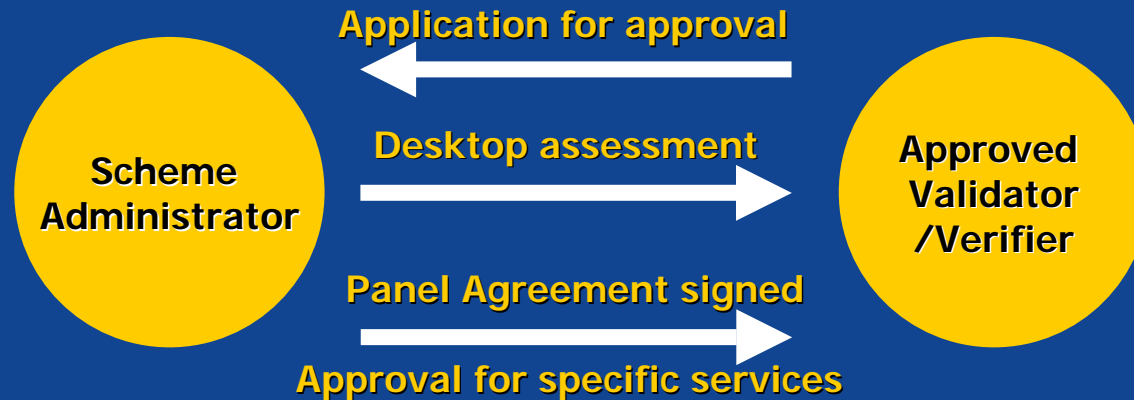 Application for approval
Desktop assessment
Scheme
Administrator
Approved
Validator
/Verifier
Panel Agreement signed
Approval for specific services